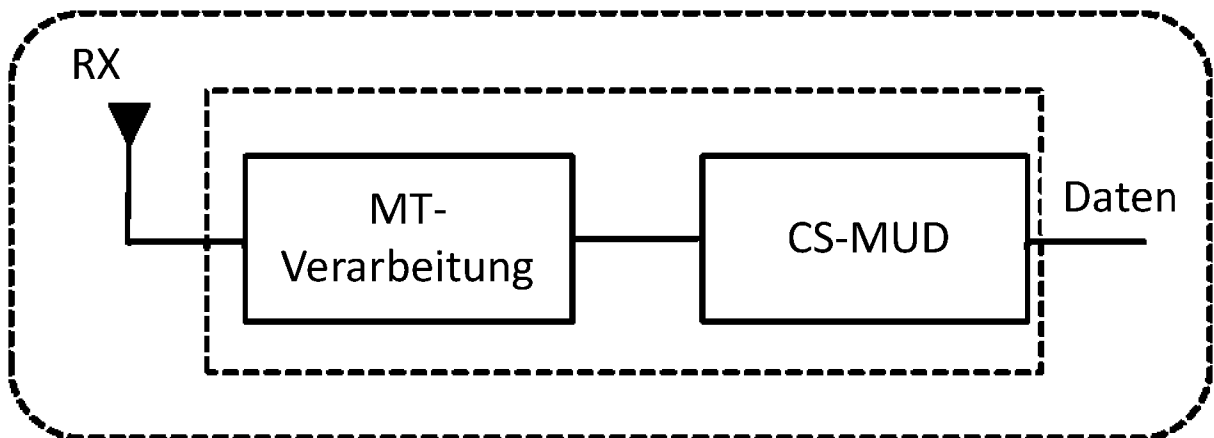 RX
MT-
Verarbeitung
CS-MUD
Daten